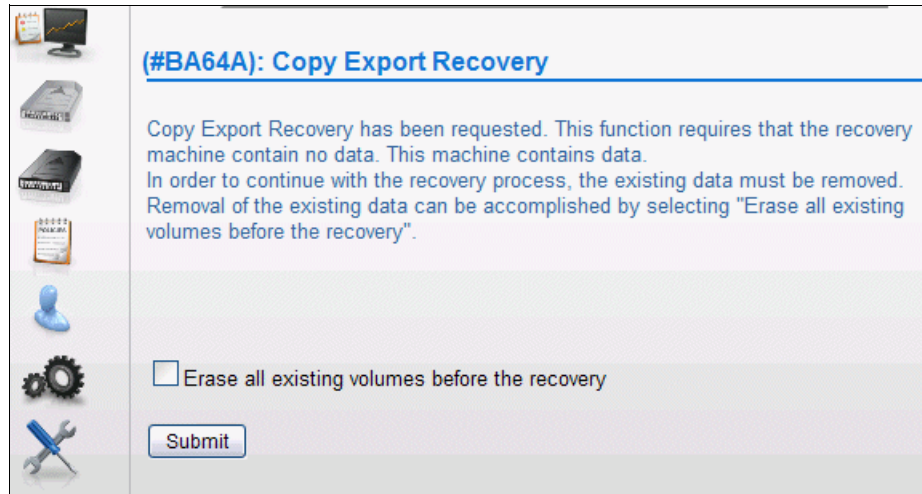 (#BA64A): Copy Export Recovery
Copy Export Recovery has been requested. This function requires that the recovery
machine contain no data. This machine contains data.
In order to continue with the recovery process, the existing data must be removed.
Removal of the existing data can be accomplished by selecting "Erase all existing
volumes before the recovery".
Erase all existing volumes before the recovery
Submit